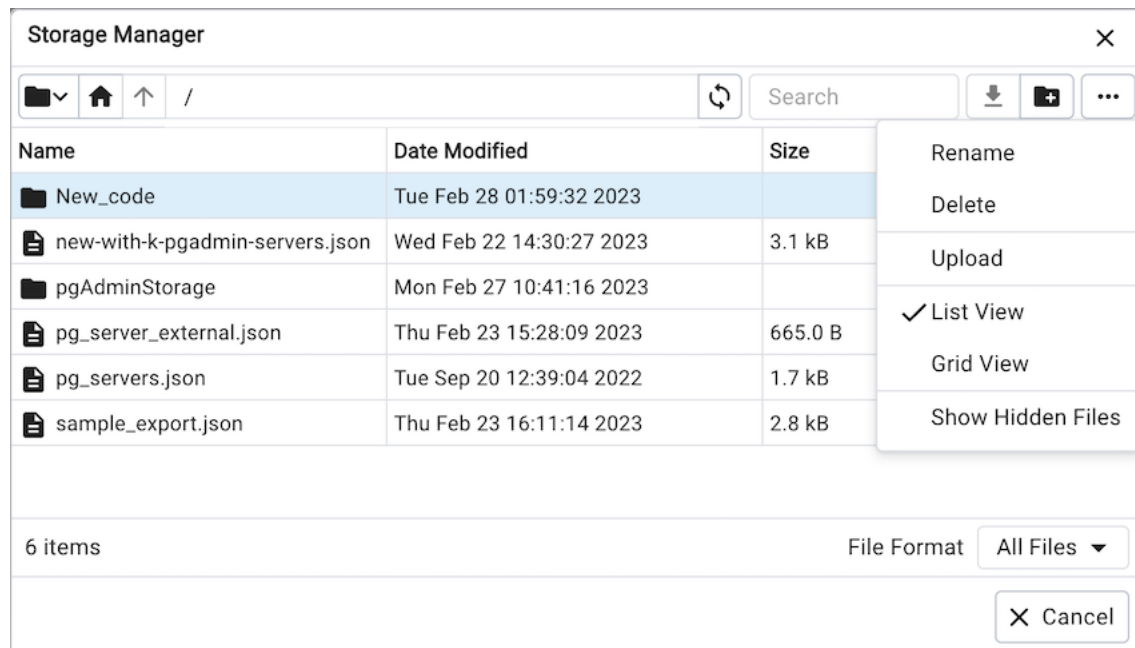 Storage Manager
/
Search
Name Date Modified Size
Rename
New_code Tue Feb 28 01:59:32 2023
Delete
new-with-k-pgadmin-servers.json Wed Feb 22 14:30:27 2023 3.1 kB
Upload
pgAdminStorage Mon Feb 27 10:41:16 2023
List View
pg_server_external.json Thu Feb 23 15:28:09 2023 665.0 B
Grid View
pg_servers.json Tue Sep 20 12:39:04 2022 1.7 kB
Show Hidden Files
sample_export.json Thu Feb 23 16:11:14 2023 2.8 kB
6 items
File Format All Files
Cancel